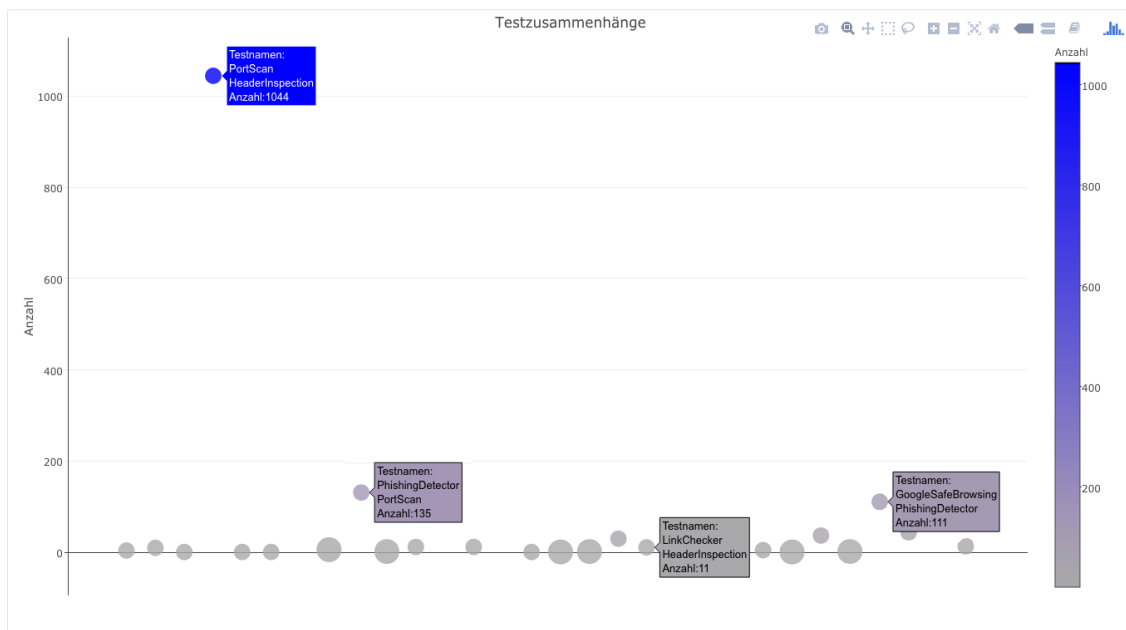 Testzusammenhänge
Anzahl
1000
800
600
400
200
0
Anzahl
1000
800
600
400
200
Testnamen:
PortScan
HeaderInspection
Anzahl:1044
Testnamen:
PhishingDetector
PortScan
Anzahl:135
Testnamen:
LinkChecker
HeaderInspection
Anzahl:11
Testnamen:
GoogleSafeBrowsing
PhishingDetector
Anzahl:111